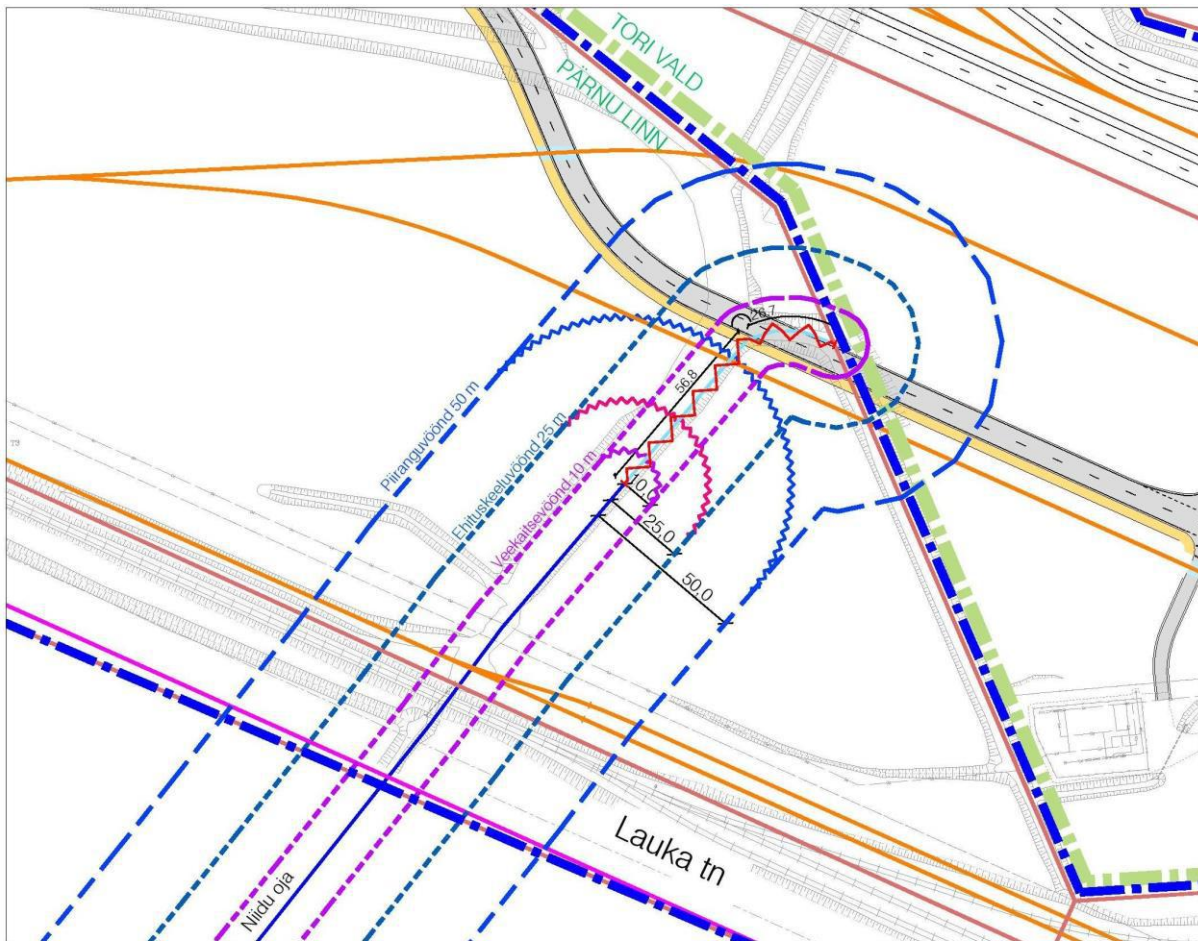 TORI VALD
PÄRNU LINN
26.7
56.8
Piiranguvöönd 50 m
Ehituskeeluvöönd 25 m
Veekaitsevöönd 10 m
10,0
25,0
50,0
Lauka tn
Niidu oja